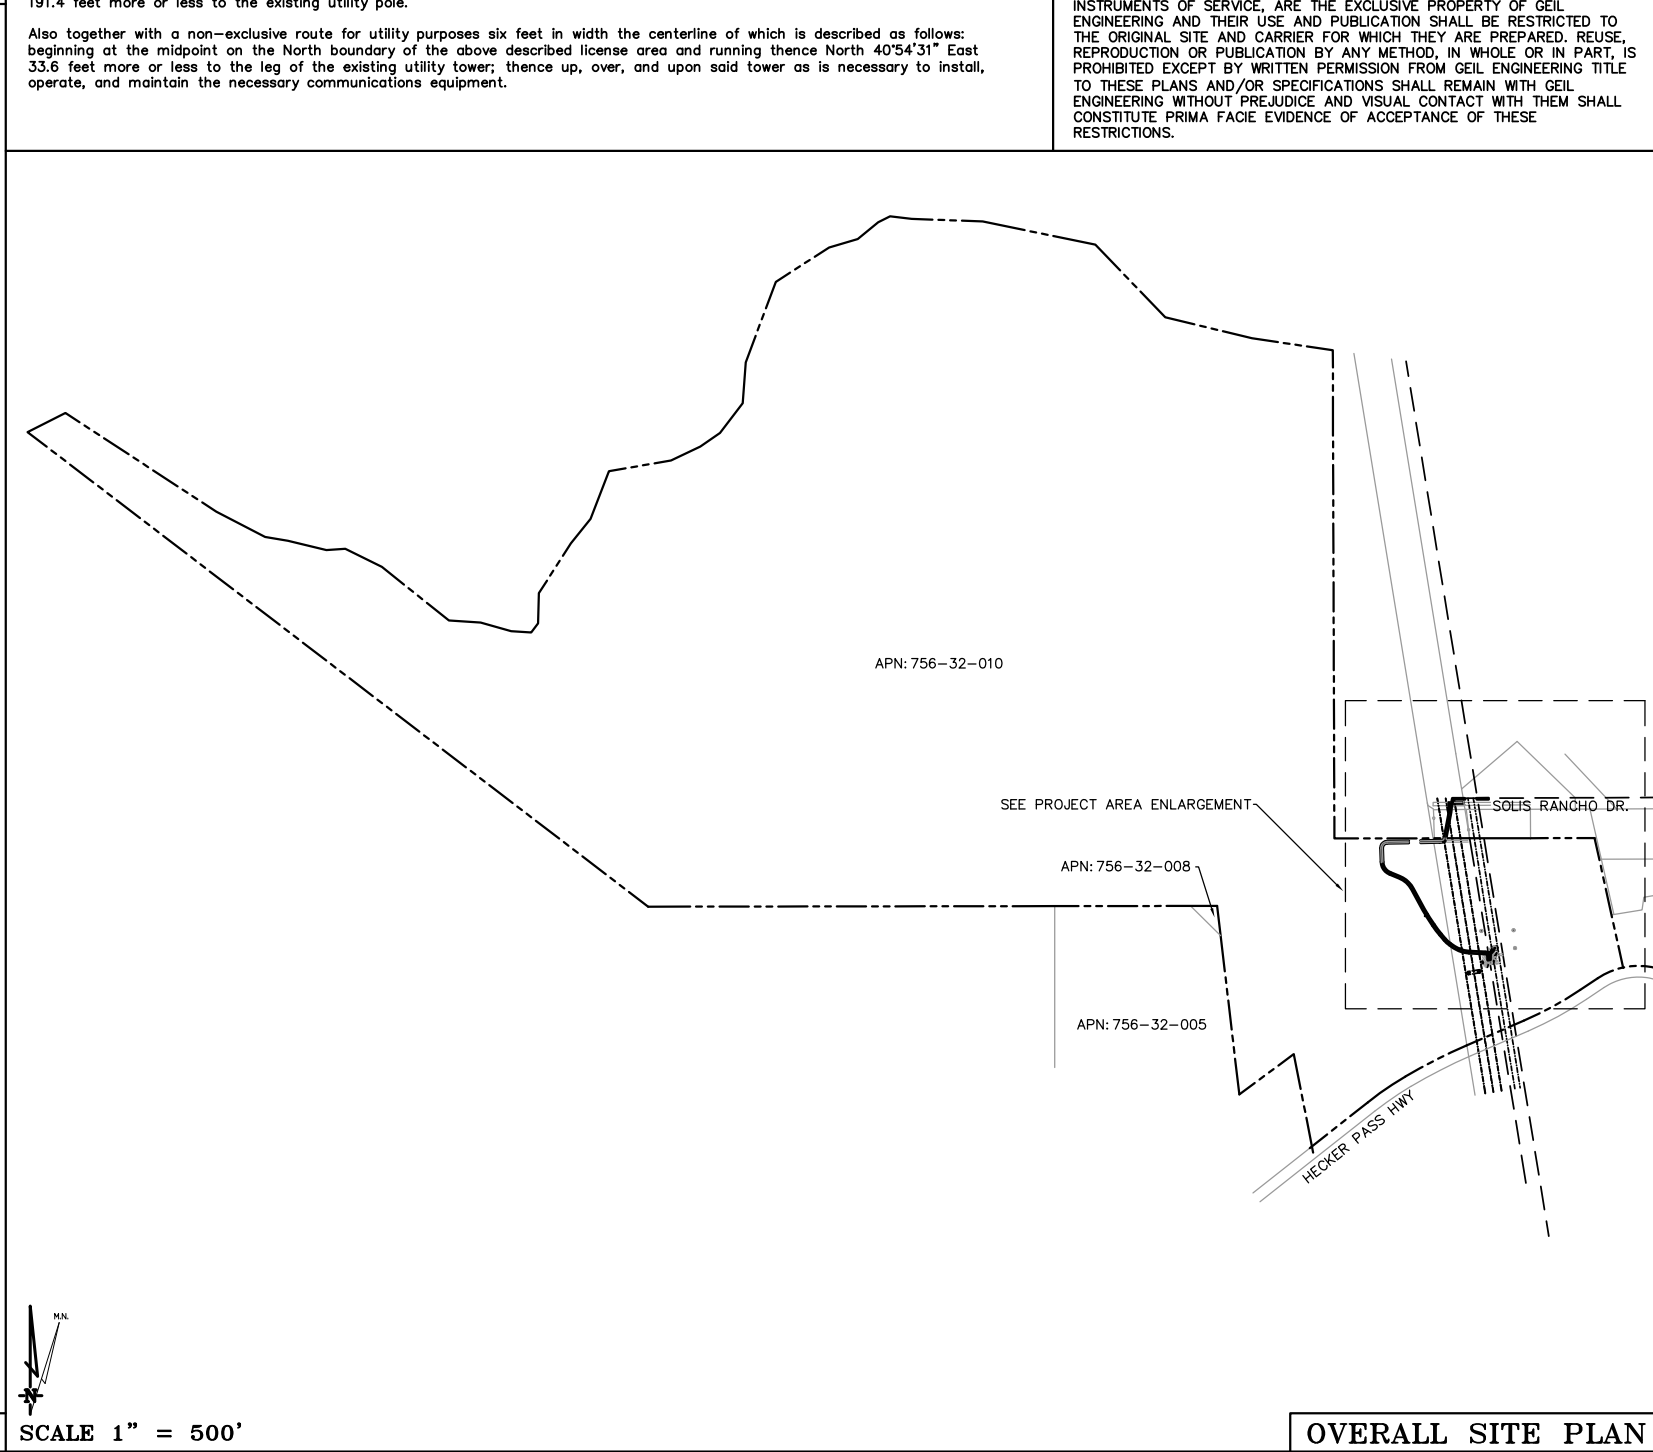 191.4 feet more or less to the existing utility pole.
Also together with a non-exclusive route for utility purposes six feet in width the centerline of which is described as follows:
beginning at the midpoint on the North boundary of the above described license area and running thence North 40°54'31" East
33.6 feet more or less to the leg of the existing utility tower; thence up, over, and upon said tower as is necessary to install,
operate, and maintain the necessary communications equipment.
INSTRUMENTS OF SERVICE, ARE THE EXCLUSIVE PROPERTY OF GEIL
ENGINEERING AND THEIR USE AND PUBLICATION SHALL BE RESTRICTED TO
THE ORIGINAL SITE AND CARRIER FOR WHICH THEY ARE PREPARED. REUSE,
REPRODUCTION OR PUBLICATION BY ANY METHOD, IN WHOLE OR IN PART, IS
PROHIBITED EXCEPT BY WRITTEN PERMISSION FROM GEIL ENGINEERING TITLE
TO THESE PLANS AND/OR SPECIFICATIONS SHALL REMAIN WITH GEIL
ENGINEERING WITHOUT PREJUDICE AND VISUAL CONTACT WITH THEM SHALL
CONSTITUTE PRIMA FACIE EVIDENCE OF ACCEPTANCE OF THESE
RESTRICTIONS.
APN: 756-32-010
SEE PROJECT AREA ENLARGEMENT
SOLIS RANCHO DR.
APN: 756-32-008
APN: 756-32-005
HECKER PASS HWY
M.N.
N
SCALE 1" = 500'
OVERALL SITE PLAN